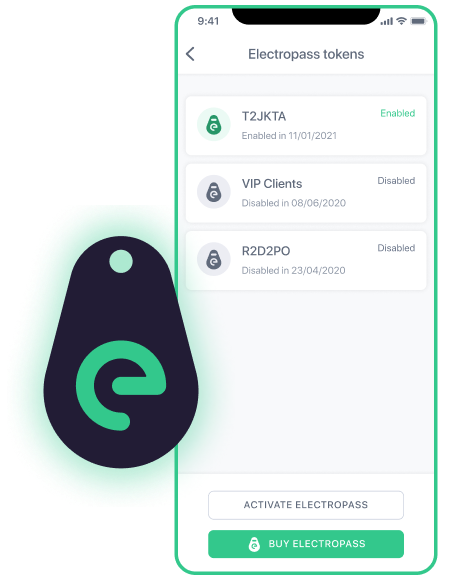 9:41
Electropass tokens
T2JKTA
Enabled
Enabled in 11/01/2021
VIP Clients
Disabled
Disabled in 08/06/2020
R2D2PO
Disabled
Disabled in 23/04/2020
e
ACTIVATE ELECTROPASS
BUY ELECTROPASS